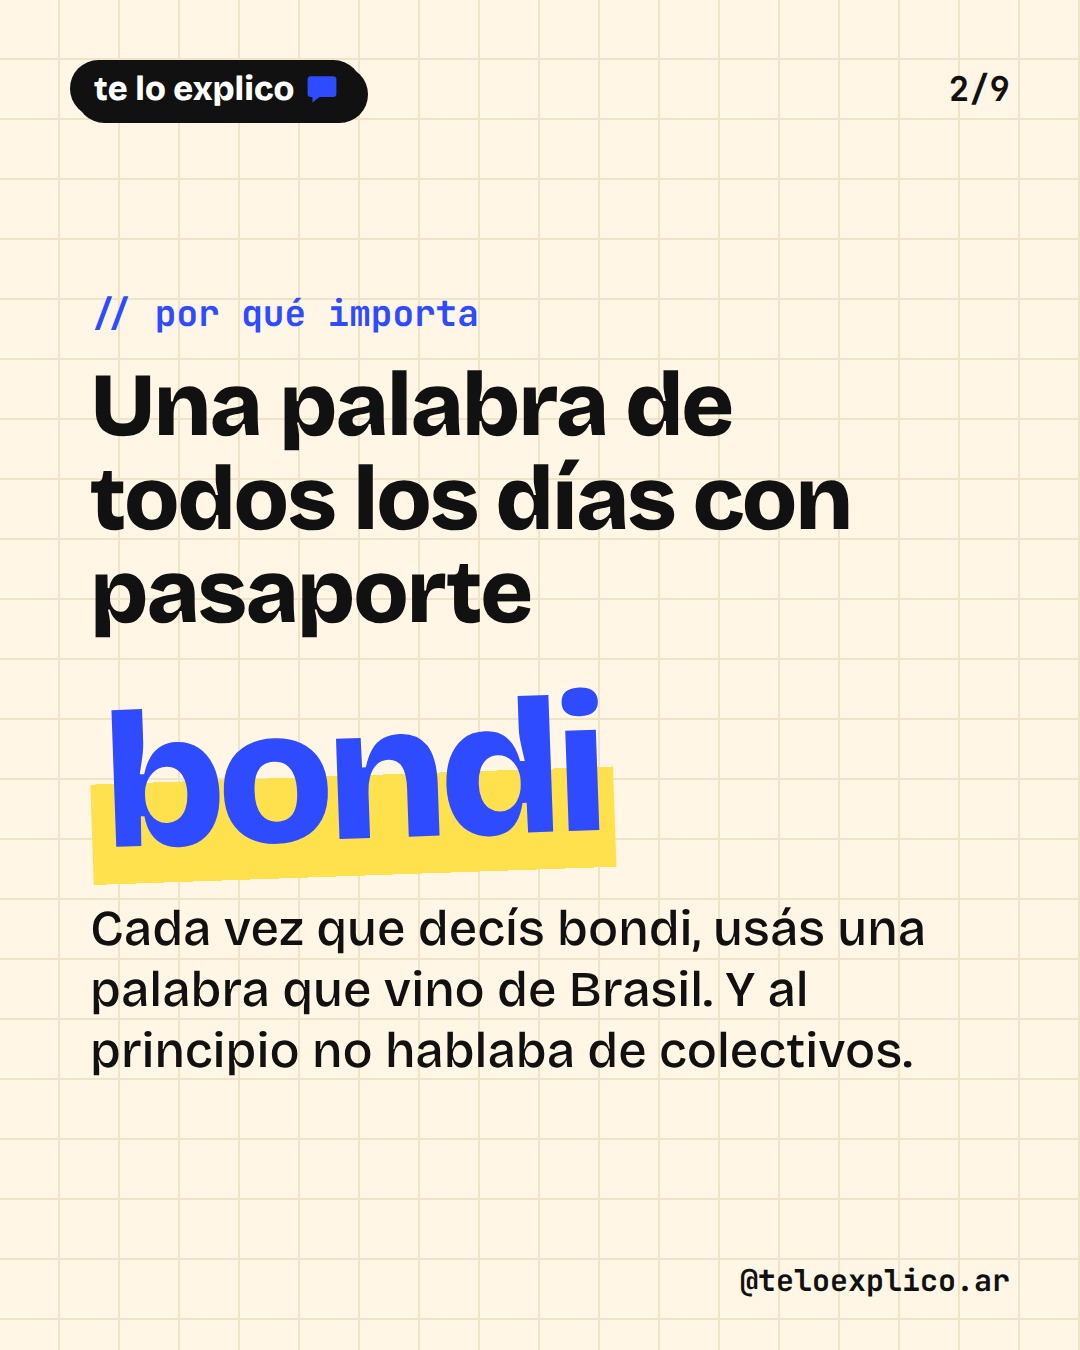 te lo explico
2/9
// por qué importa
Una palabra de
todos los días con
pasaporte
bondi
Cada vez que decís bondi, usás una
palabra que vino de Brasil. Y al
principio no hablaba de colectivos.
@teloexplico.ar